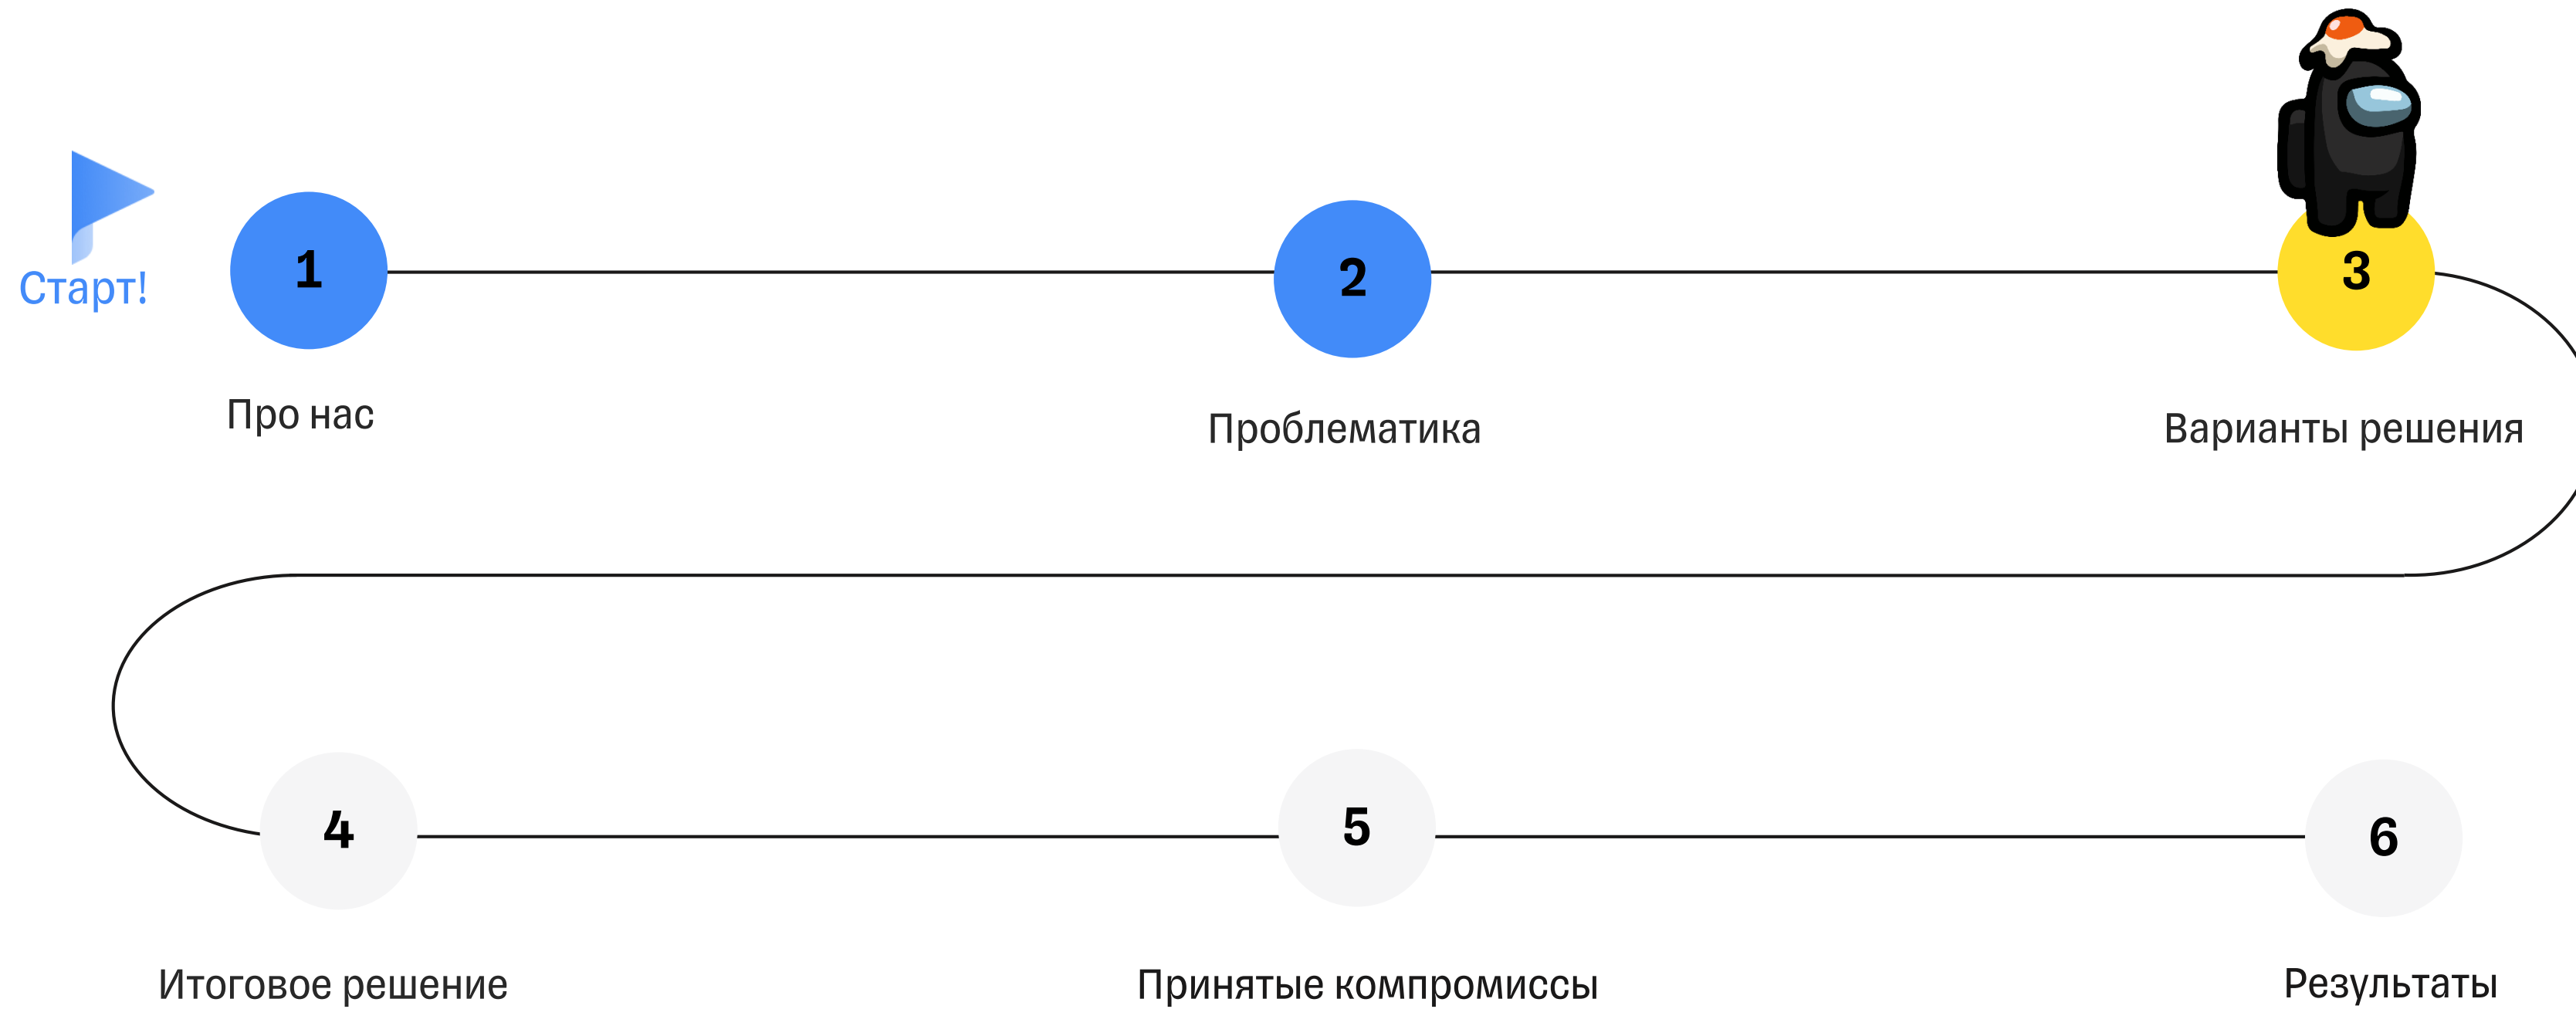 Старт!
1
2
3
Про нас
Проблематика
Варианты решения
4
5
6
Итоговое решение
Принятые компромиссы
Результаты